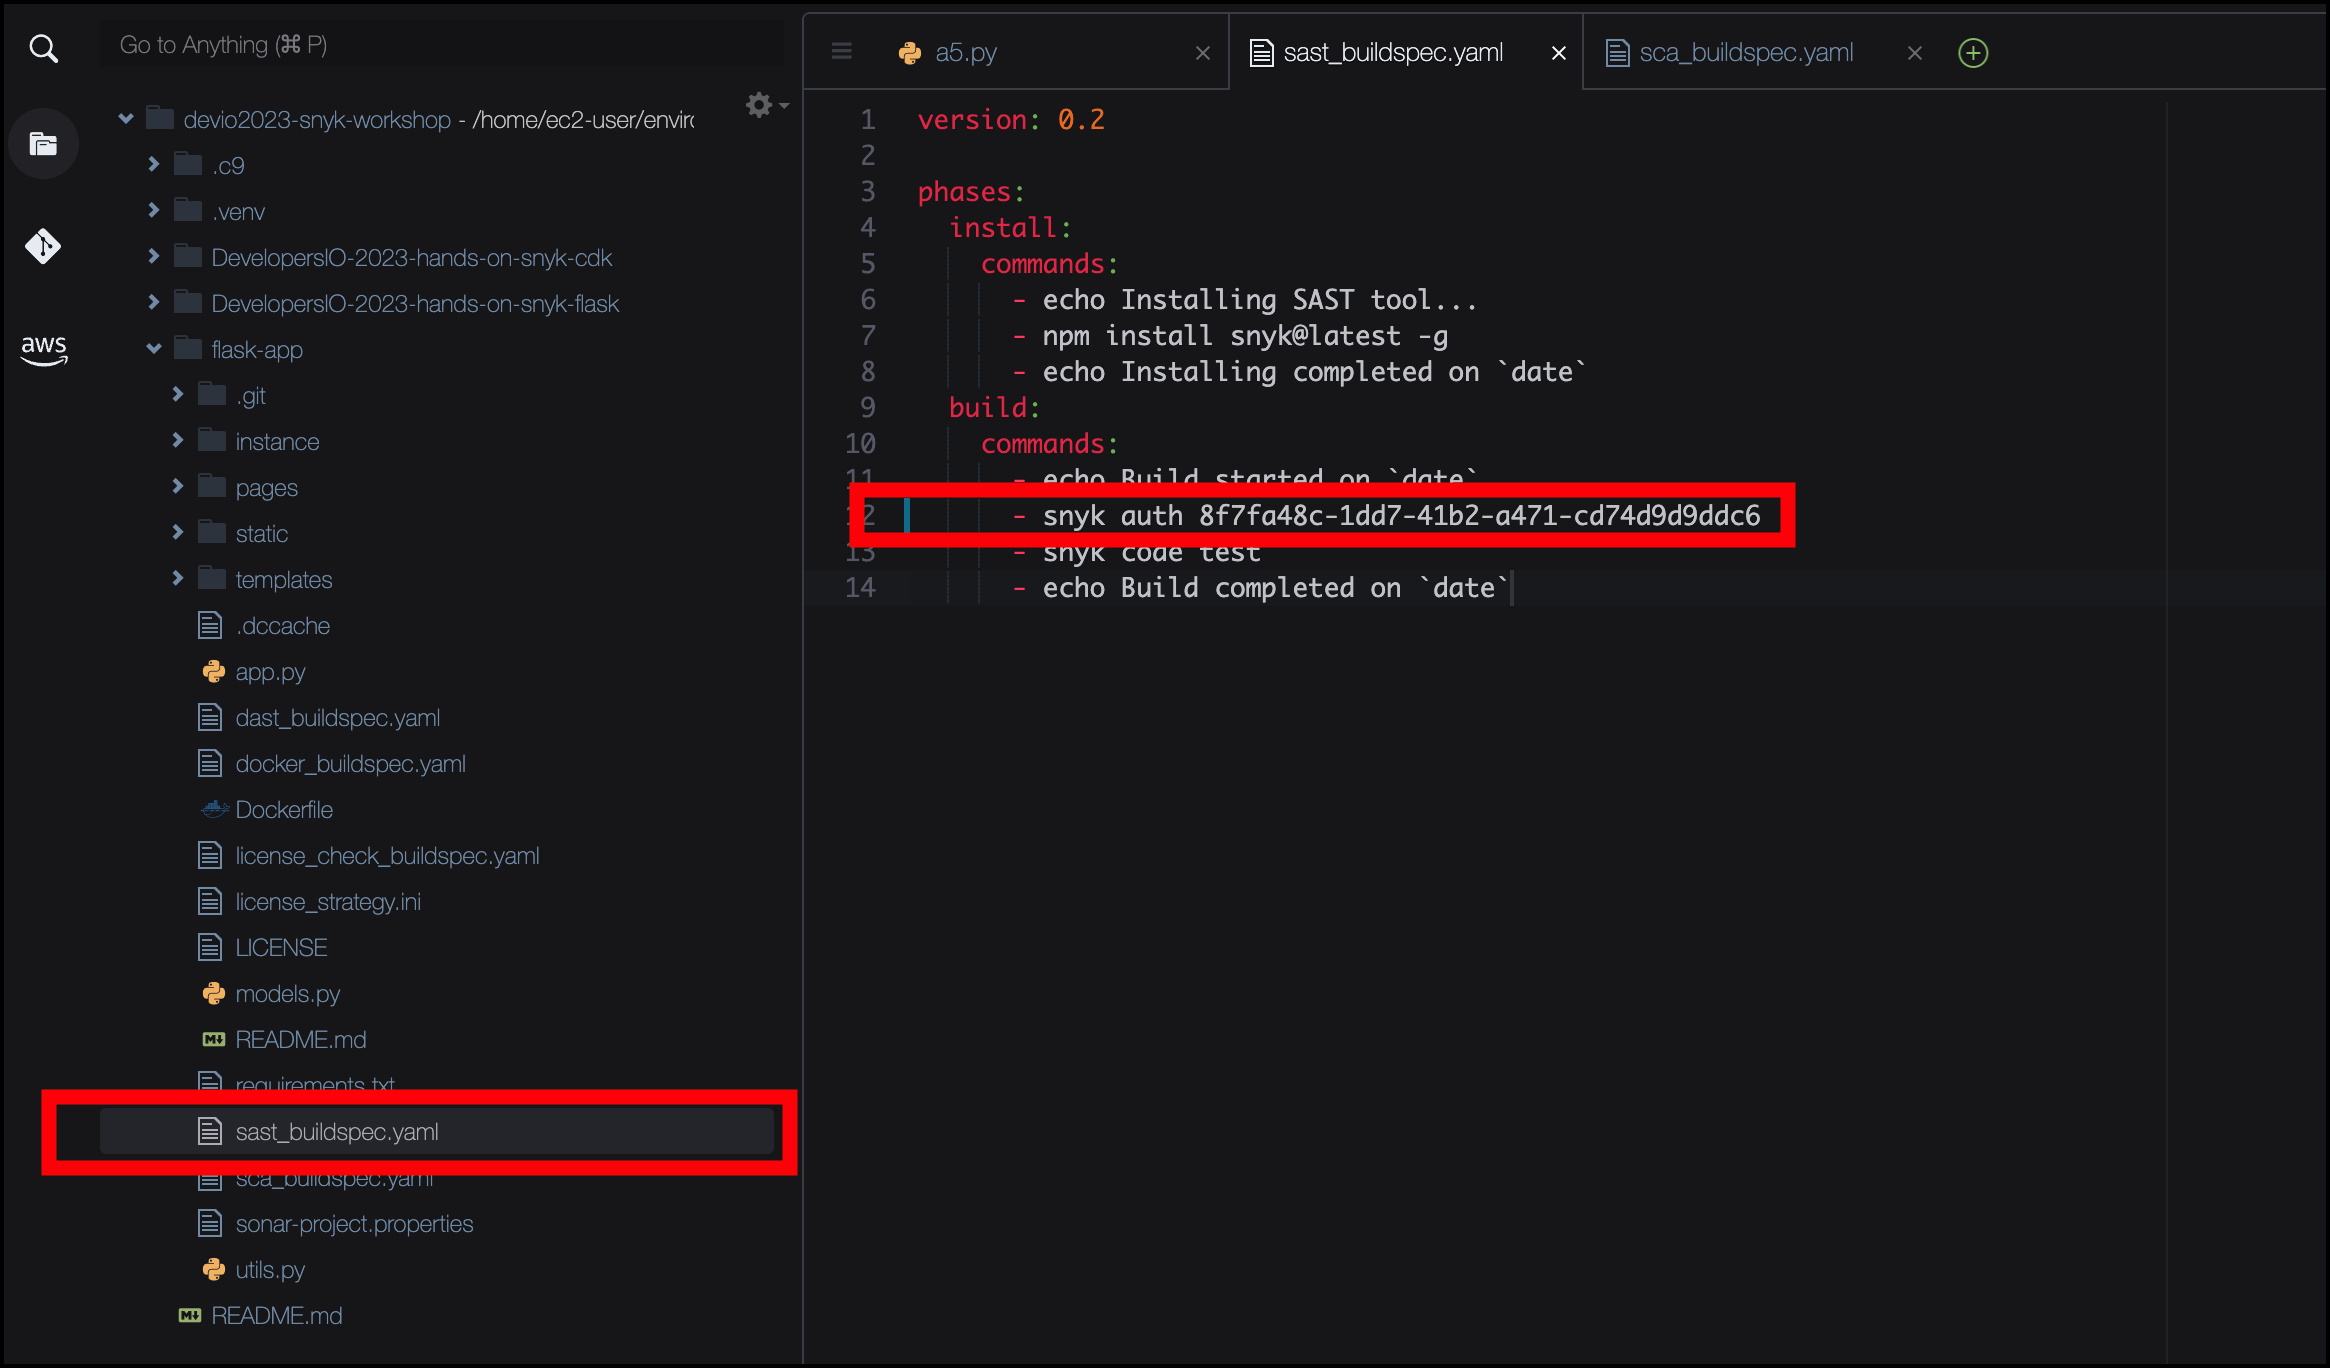 Go to Anything (⌘ P)
devio2023-snyk-workshop - /home/ec2-user/envir
.c9
.venv
DevelopersIO-2023-hands-on-snyk-cdk
DevelopersIO-2023-hands-on-snyk-flask
aws
flask-app
.git
instance
pages
static
templates
.dccache
app.py
dast_buildspec.yaml
docker_buildspec.yaml
Dockerfile
license_check_buildspec.yaml
license_strategy.ini
LICENSE
models.py
README.md
requirements.txt
sast_buildspec.yaml
sca_buildspec.yaml
sonar-project.properties
utils.py
README.md
a5.py
sast_buildspec.yaml
sca_buildspec.yaml
1 version: 0.2
2
3 phases:
4 install:
5 commands:
6 - echo Installing SAST tool...
7 - npm install snyk@latest -g
8 - echo Installing completed on `date`
9 build:
10 commands:
11 - echo Build started on `date`
12 - snyk auth 8f7fa48c-1dd7-41b2-a471-cd74d9d9ddc6
13 - snyk code test
14 - echo Build completed on `date`